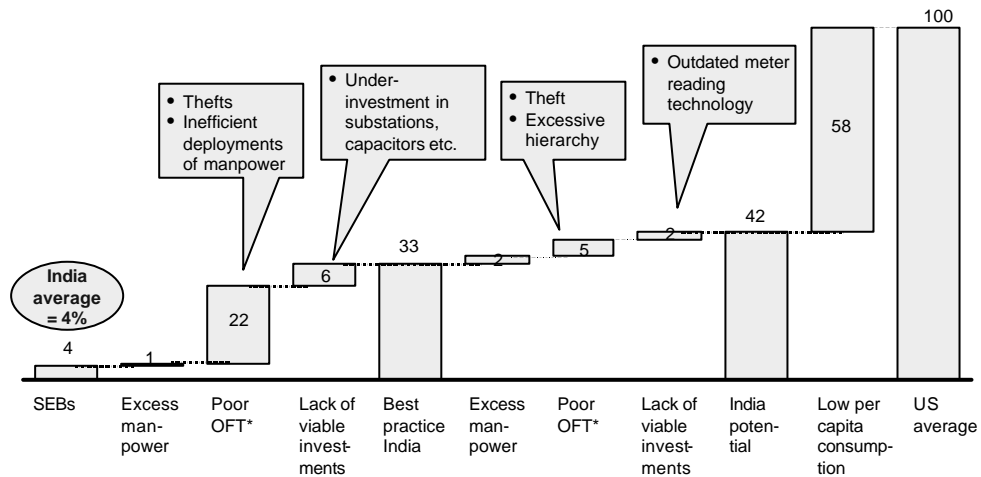 100
• Under-
investment in
substations,
capacitors etc.
• Outdated meter
reading
technology
• Thefts
• Inefficient
deployments
of manpower
• Theft
• Excessive
hierarchy
58
42
2
33
5
2
6
India
average
= 4%
22
4
1
SEBs
Excess
man-
power
Poor
OFT*
Lack of
viable
invest-
ments
Best
practice
India
Excess
man-
power
Poor
OFT*
Lack of
viable
invest-
ments
India
poten-
tial
Low per
capita
consump-
tion
US
average